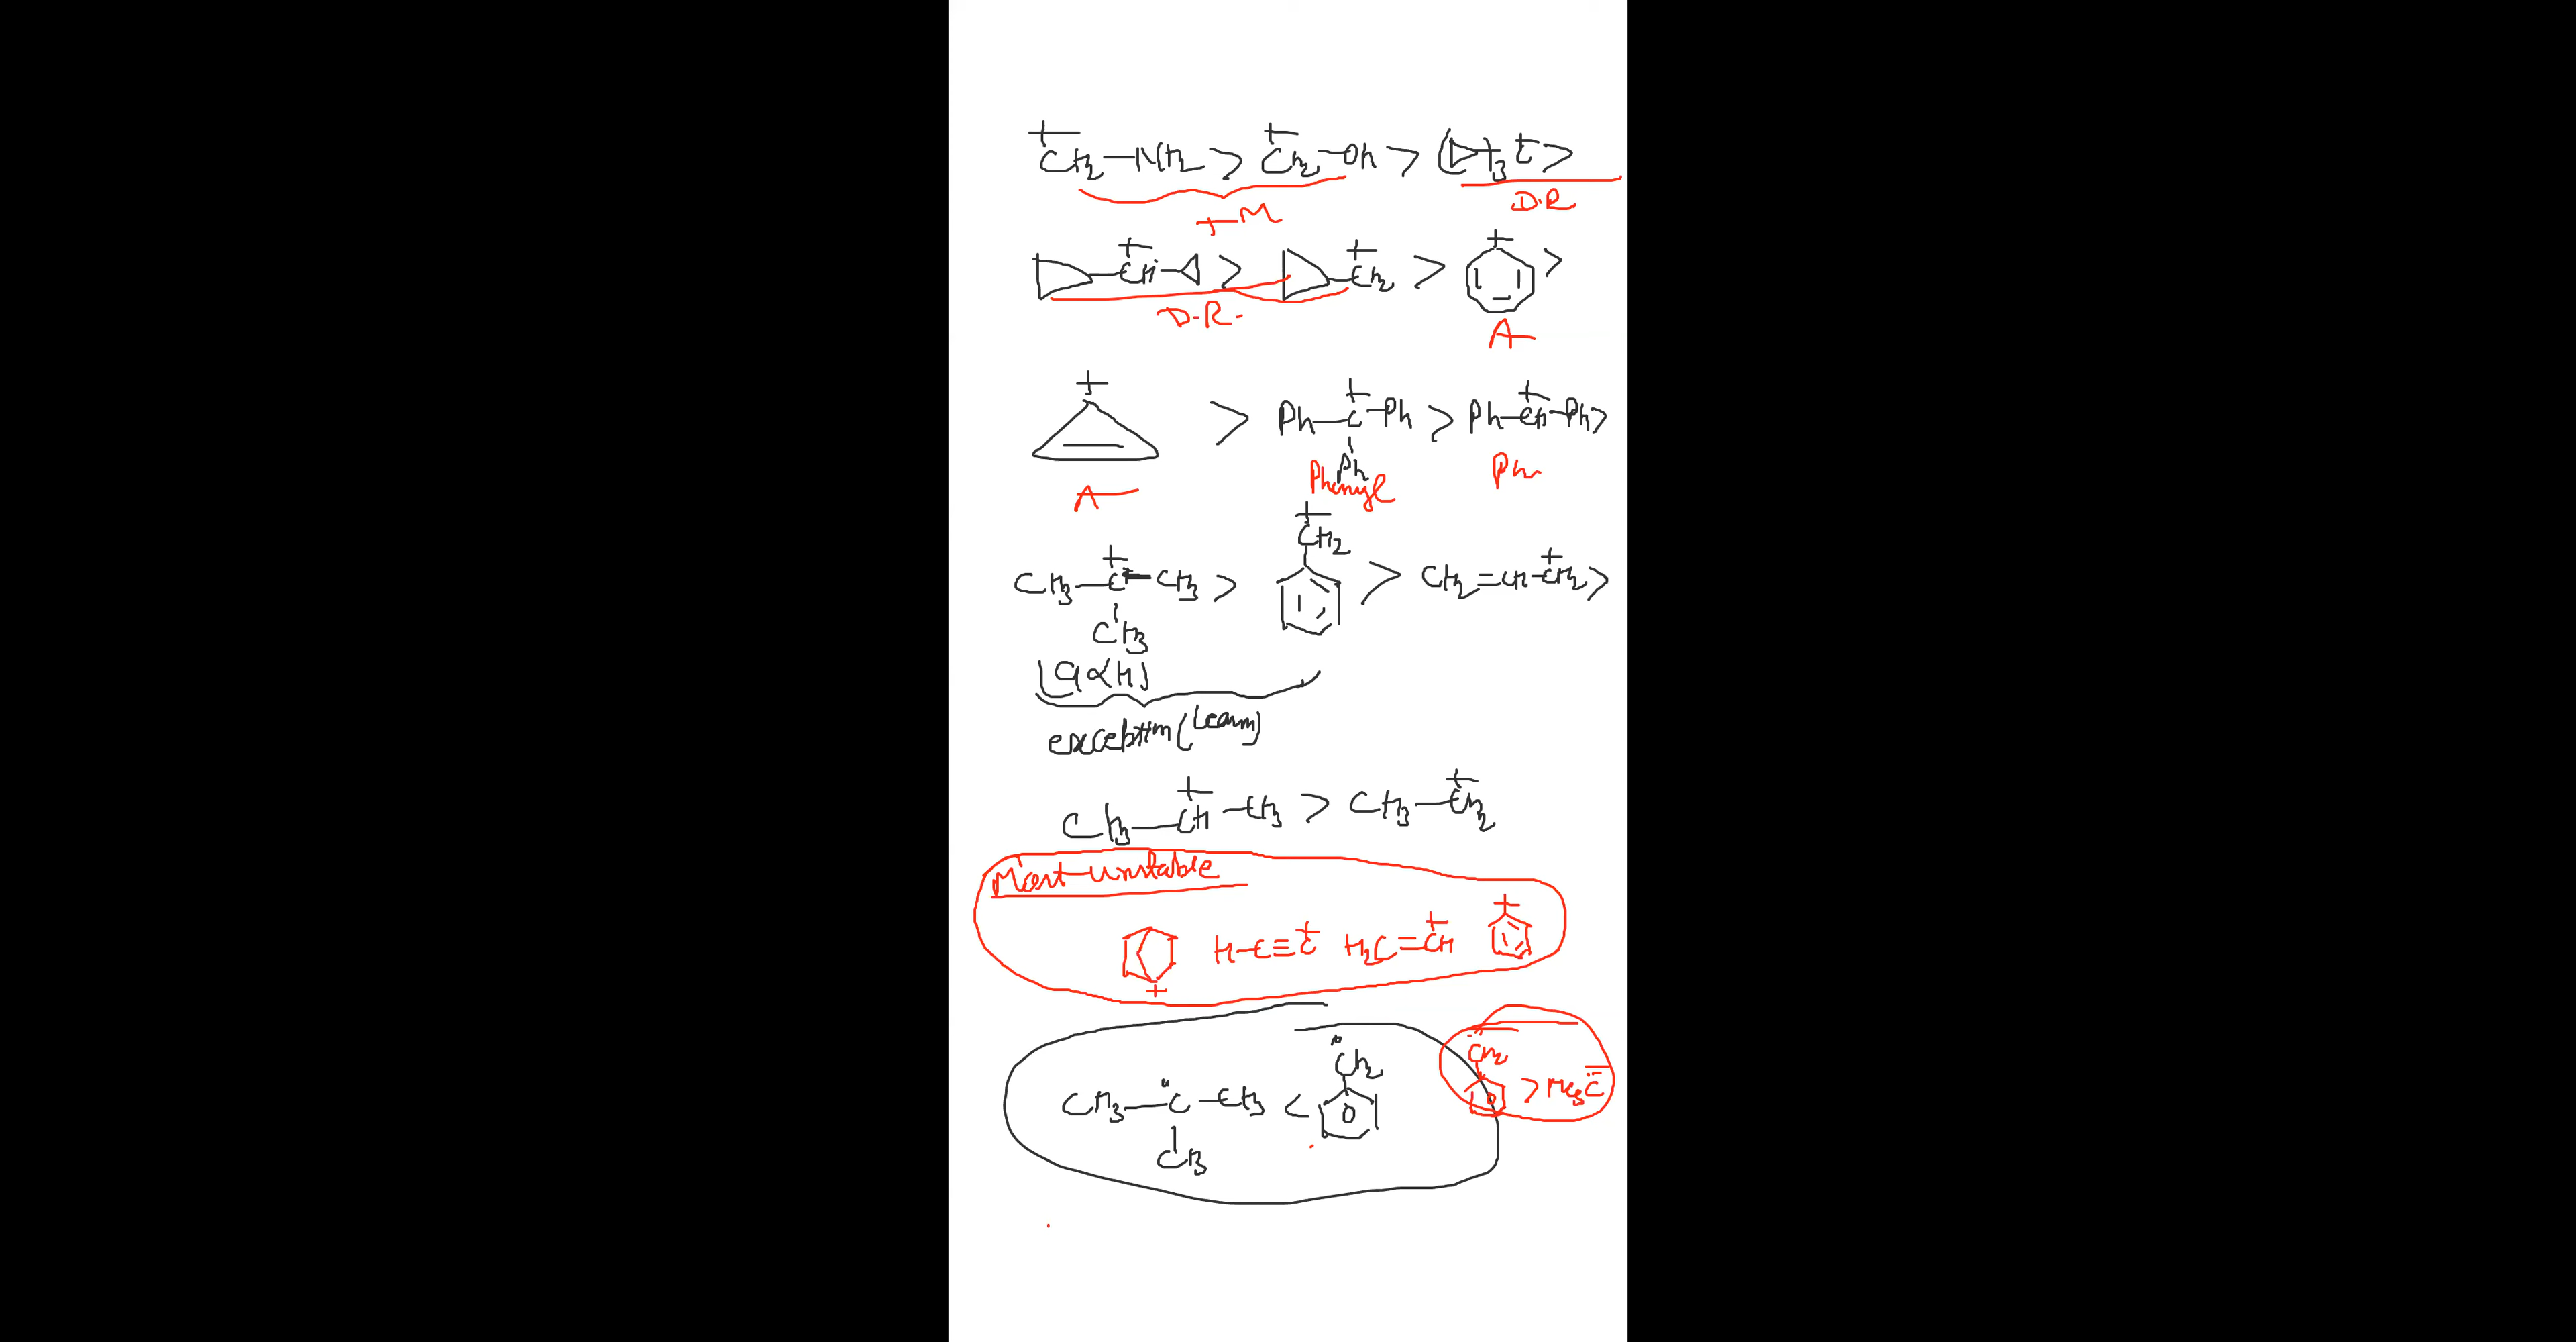 +CH2—NH2 > +CH2—OH > (▷—)3 C+ >
+M D.R
▷—CH+—◁ > ▷—CH2+ > + >
D.R. A
+ > Ph—C+—Ph > Ph—CH+—Ph >
Ph
A Phenyl Ph
+CH2
CH3—C+—CH3 > > CH2=CH—CH2+ >
CH3
(9αH)
exception (Learn)
CH3—CH+—CH3 > CH3—CH2+
Most unstable
+ H—C≡C+ H2C=CH+ +
CH2 CH2
CH3—C—CH3 < > Me3C
CH3